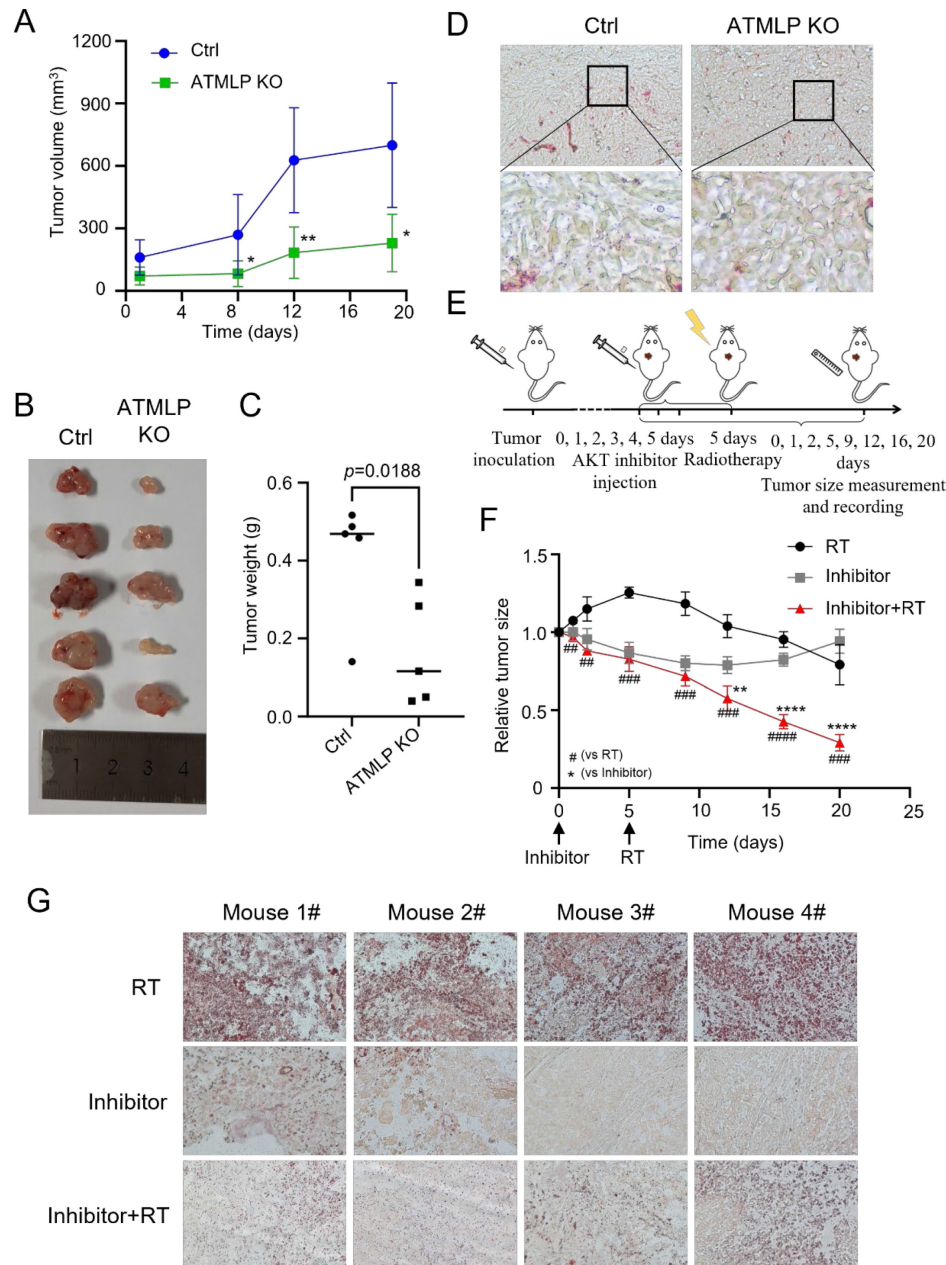 A
1200
900
600
300
0
Tumor volume (mm³)
Ctrl
ATMLP KO
*
**
*
0 4 8 12 16 20
Time (days)
B
Ctrl
ATMLP
KO
1 2 3 4
C
p=0.0188
0.6
0.4
0.2
0.0
Tumor weight (g)
Ctrl
ATMLP KO
D
Ctrl
ATMLP KO
E
Tumor
inoculation
0, 1, 2, 3, 4, 5 days
AKT inhibitor
injection
5 days
Radiotherapy
0, 1, 2, 5, 9, 12, 16, 20
days
Tumor size measurement
and recording
F
RT
Inhibitor
Inhibitor+RT
1.5
1.0
0.5
0
Relative tumor size
##
##
###
###
**
###
****
####
****
###
# (vs RT)
* (vs Inhibitor)
0 5 10 15 20 25
Time (days)
Inhibitor
RT
G
Mouse 1# Mouse 2# Mouse 3# Mouse 4#
RT
Inhibitor
Inhibitor+RT